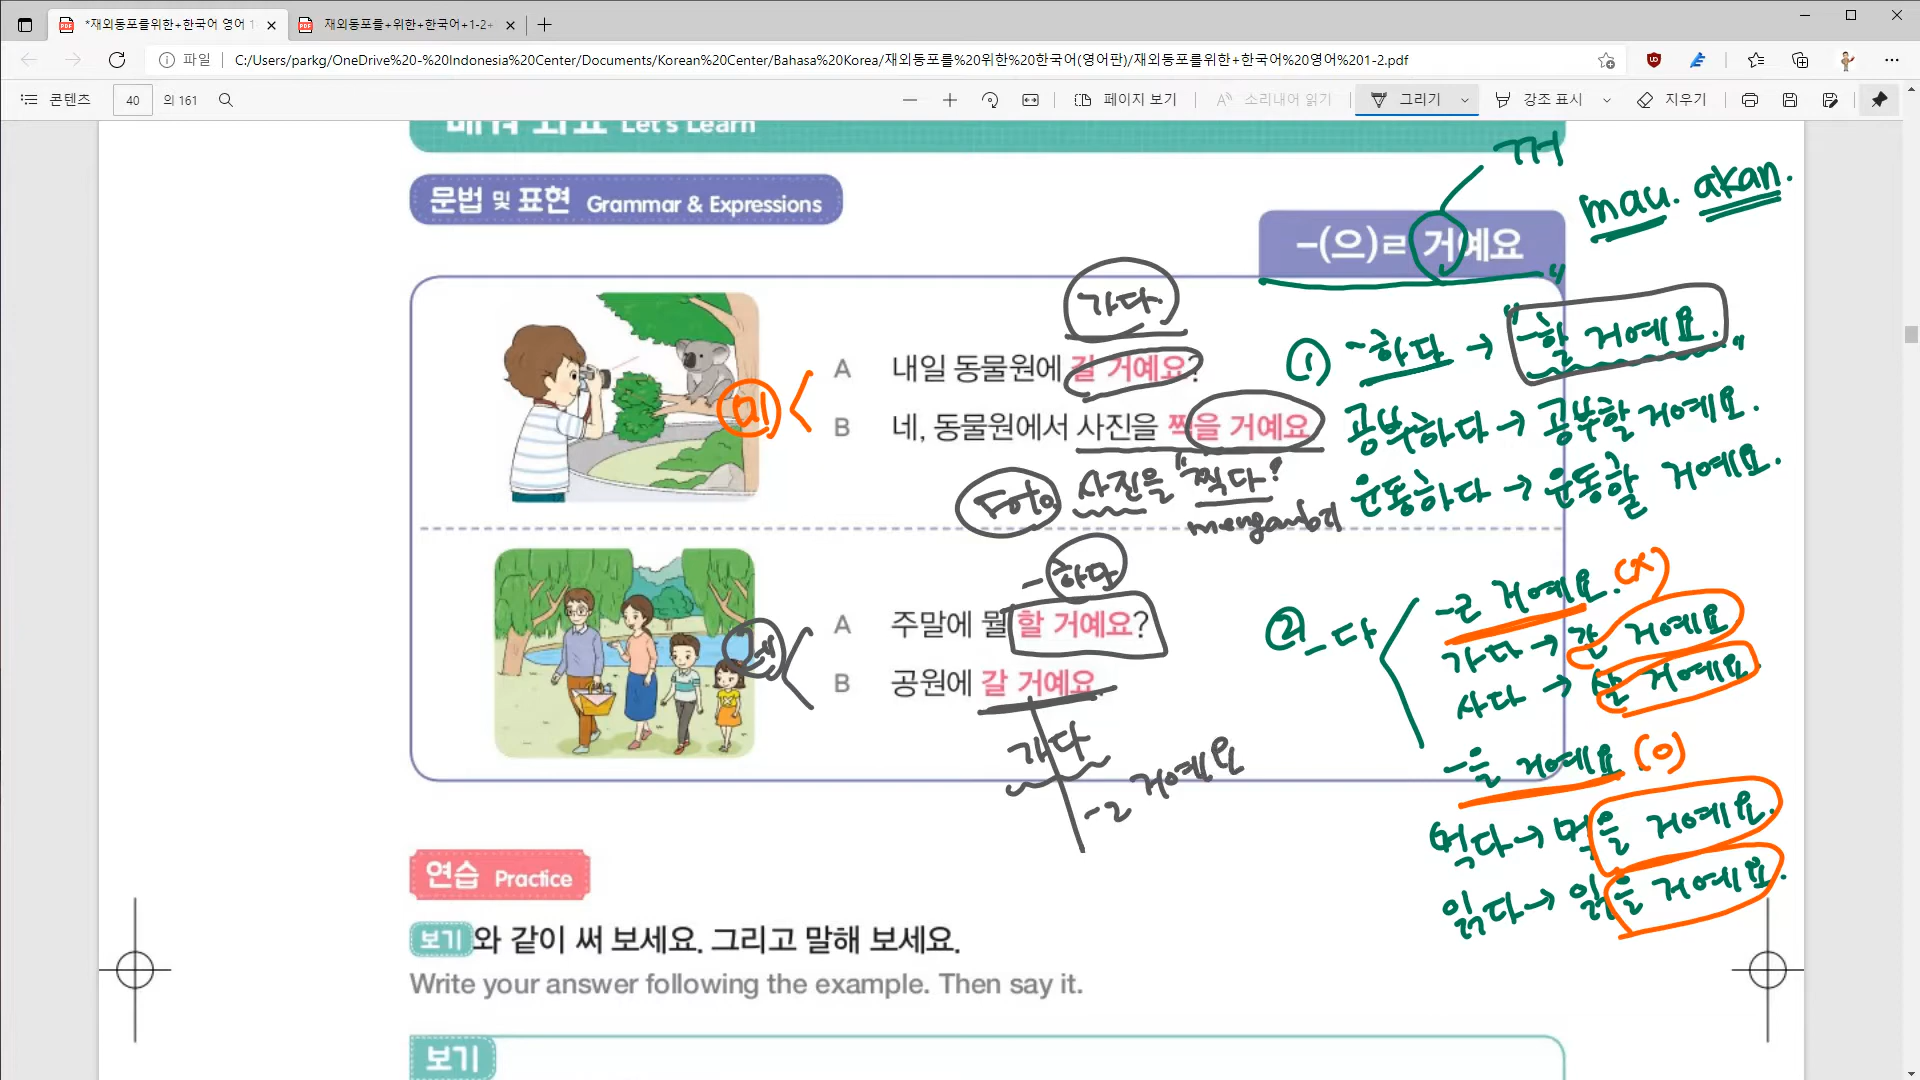 *재외동포를위한+한국어 영어 1
재외동포를+위한+한국어+1-2+
파일
C:/Users/parkg/OneDrive%20-%20Indonesia%20Center/Documents/Korean%20Center/Bahasa%20Korea/재외동포를%20위한%20한국어(영어판)/재외동포를위한+한국어%20영어%201-2.pdf
콘텐츠
40
의 161
페이지 보기
소리내어 읽기
그리기
강조 표시
지우기
배워 봐요 Let's Learn
문법 및 표현 Grammar & Expressions
꺼
mau. akan.
-(으)ㄹ 거예요
가다.
A 내일 동물원에 갈 거예요?
B 네, 동물원에서 사진을 찍을 거예요
Foto. 사진을 "찍다"
① -하다 → "-할 거예요."
공부하다 → 공부할 거예요.
운동하다 → 운동할 거예요.
-하다
A 주말에 뭘 할 거예요?
B 공원에 갈 거예요.
가다
-ㄹ 거예요
② -다
-ㄹ 거예요. (X)
가다 → 갈 거예요
사다 → 살 거예요
-을 거예요 (O)
먹다 → 먹을 거예요.
읽다 → 읽을 거예요.
연습 Practice
보기 와 같이 써 보세요. 그리고 말해 보세요.
Write your answer following the example. Then say it.
보기